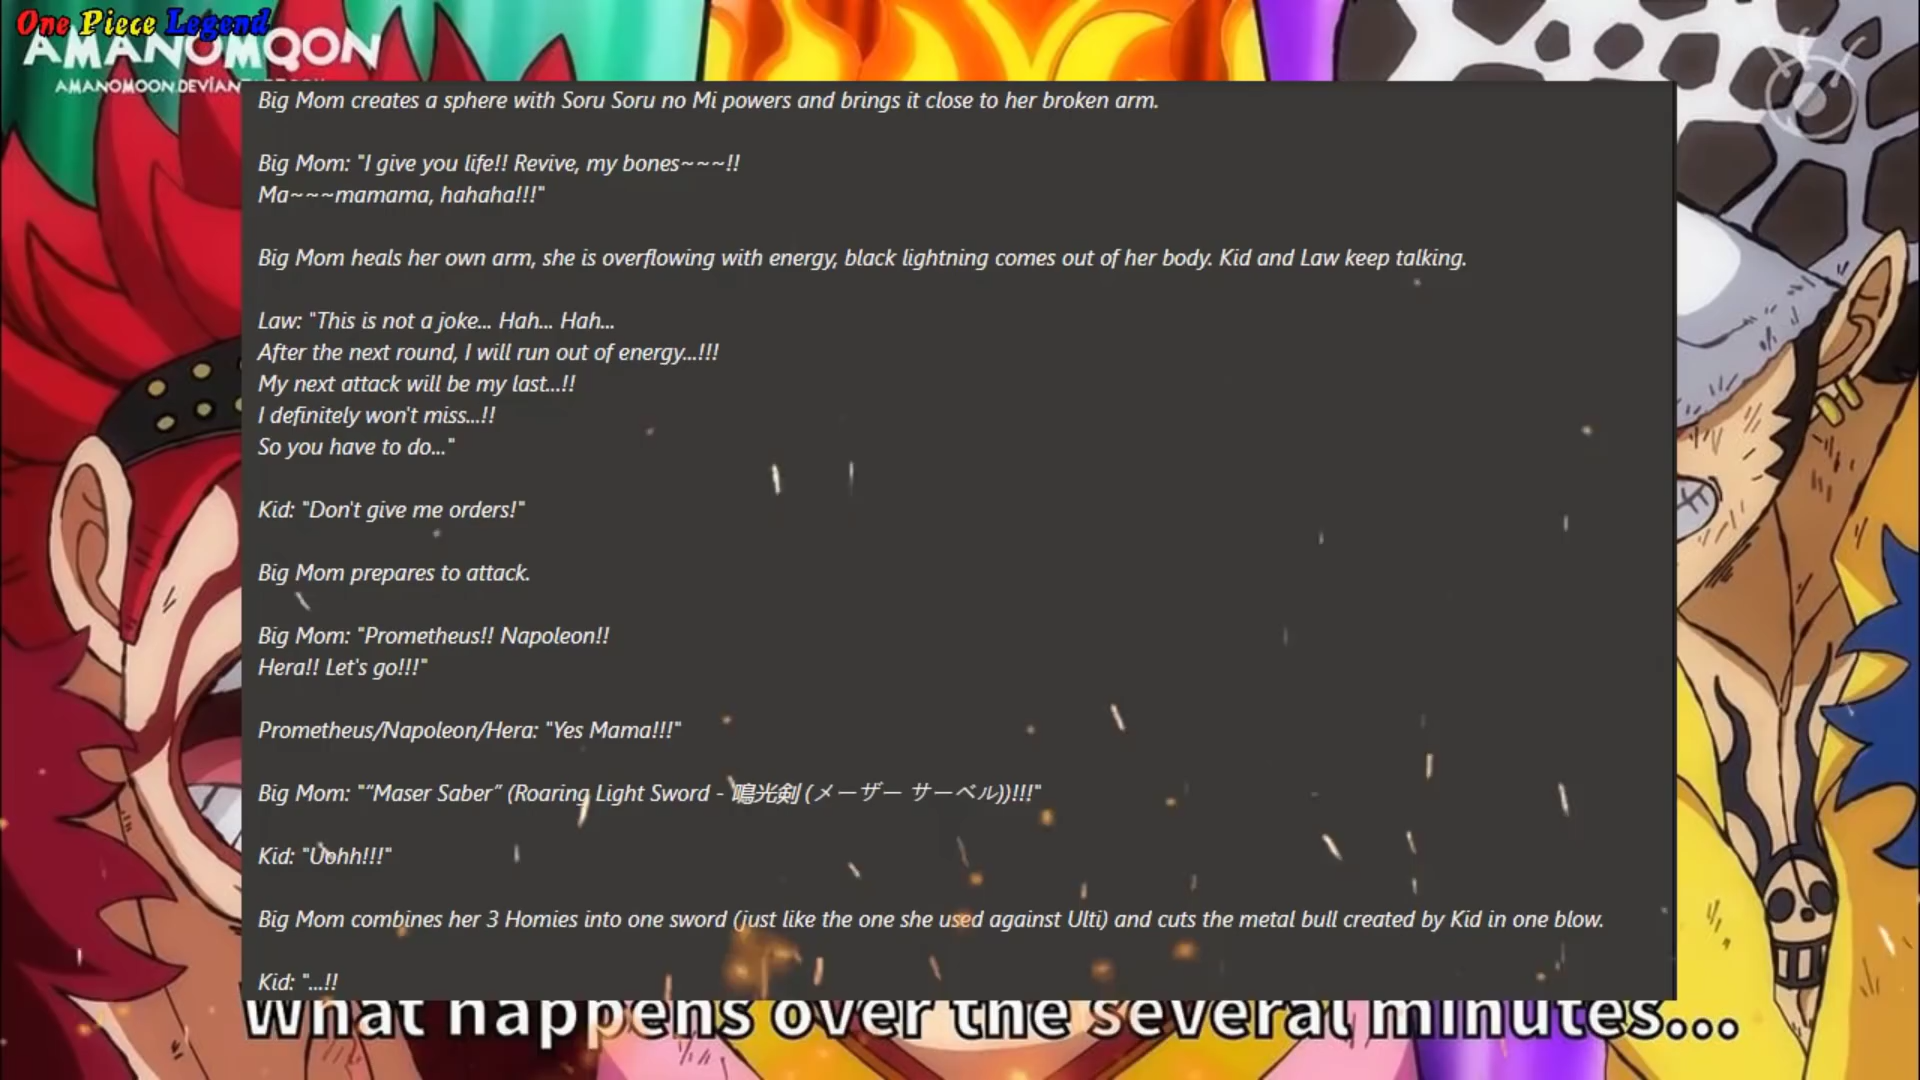 One Piece Legend
AMANOMOON
AMANOMOON.DEVIAN
Big Mom creates a sphere with Soru Soru no Mi powers and brings it close to her broken arm.
Big Mom: "I give you life!! Revive, my bones~~~!!
Ma~~~mamama, hahaha!!!"
Big Mom heals her own arm, she is overflowing with energy, black lightning comes out of her body. Kid and Law keep talking.
Law: "This is not a joke... Hah... Hah...
After the next round, I will run out of energy...!!!
My next attack will be my last...!!
I definitely won't miss...!!
So you have to do..."
Kid: "Don't give me orders!"
Big Mom prepares to attack.
Big Mom: "Prometheus!! Napoleon!!
Hera!! Let's go!!!"
Prometheus/Napoleon/Hera: "Yes Mama!!!"
Big Mom: "“Maser Saber” (Roaring Light Sword - 鳴光剣 (メーザー サーベル))!!!"
Kid: "Uohh!!!"
Big Mom combines her 3 Homies into one sword (just like the one she used against Ulti) and cuts the metal bull created by Kid in one blow.
Kid: "...!!
What happens over the several minutes...